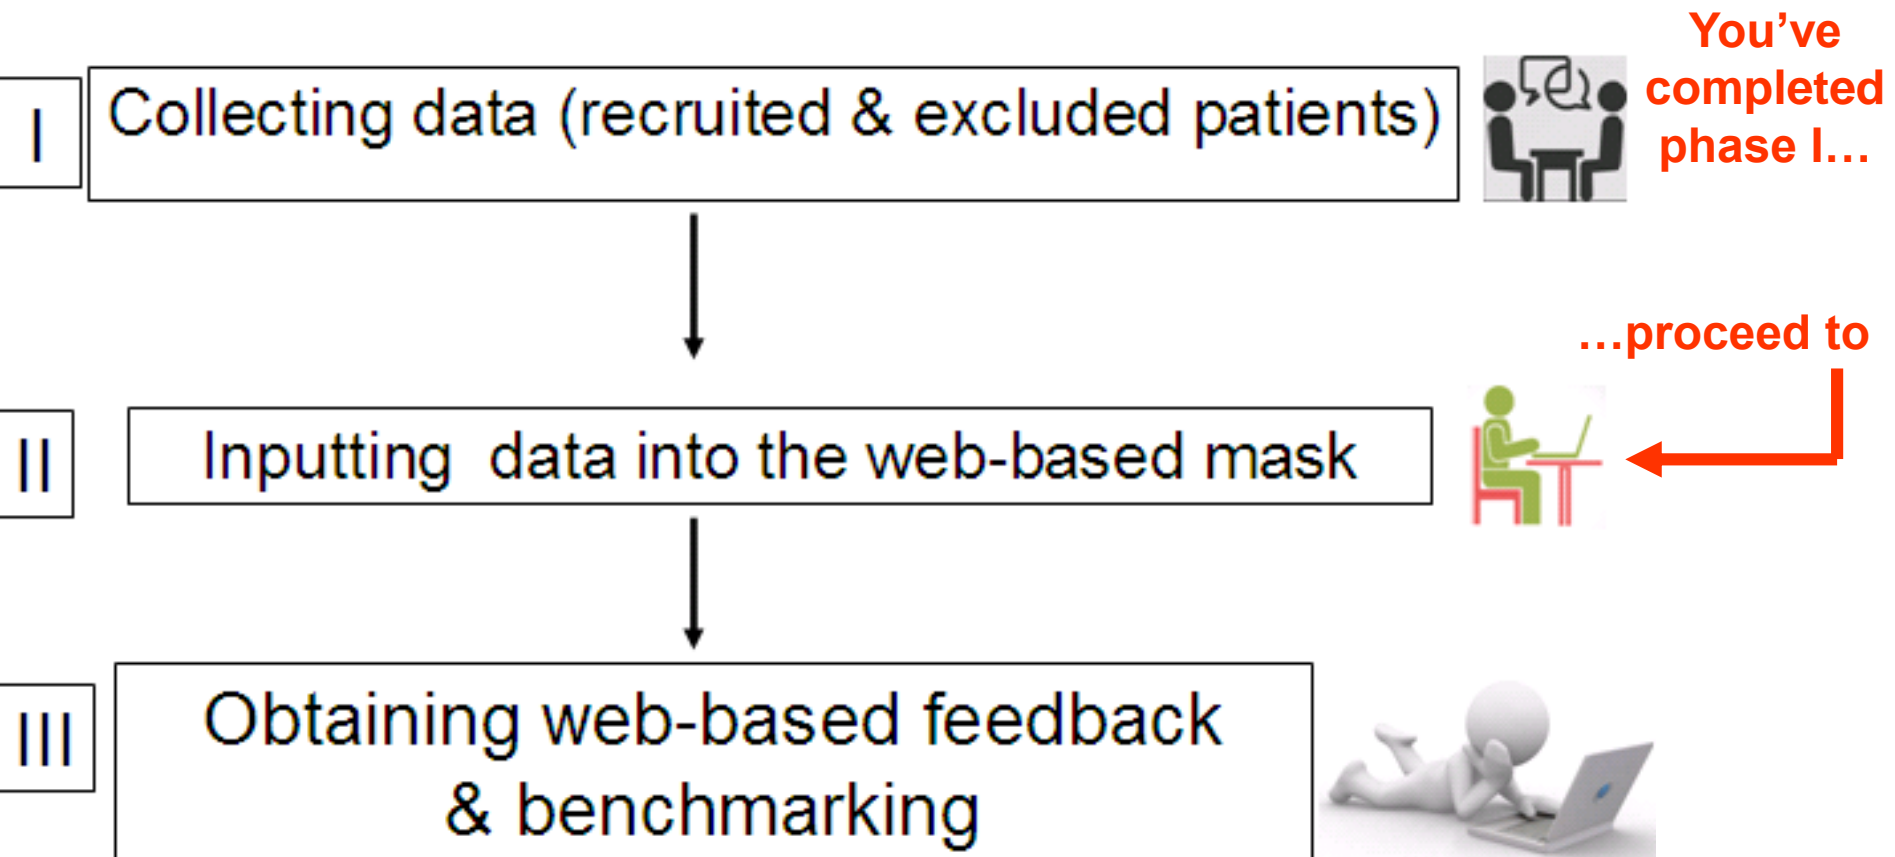 You've
completed
phase I…
I
Collecting data (recruited & excluded patients)
…proceed to
II
Inputting data into the web-based mask
III
Obtaining web-based feedback
& benchmarking